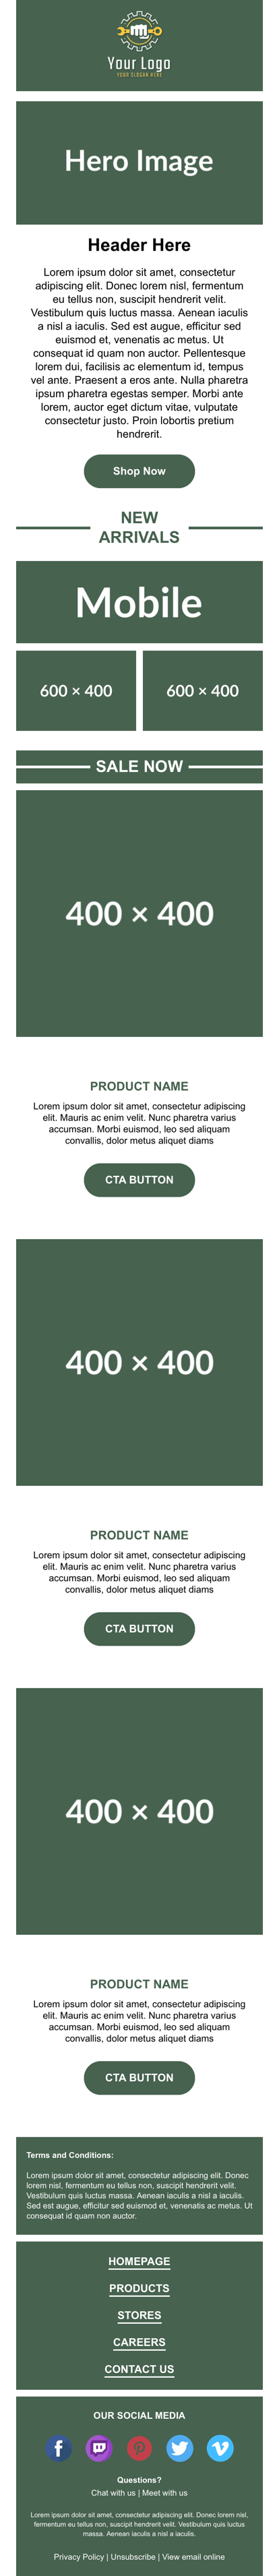 Your Logo
YOUR SLOGAN HERE
Hero Image
Header Here
Lorem ipsum dolor sit amet, consectetur
adipiscing elit. Donec lorem nisl, fermentum
eu tellus non, suscipit hendrerit velit.
Vestibulum quis luctus massa. Aenean iaculis
a nisl a iaculis. Sed est augue, efficitur sed
euismod et, venenatis ac metus. Ut
consequat id quam non auctor. Pellentesque
lorem dui, facilisis ac elementum id, tempus
vel ante. Praesent a eros ante. Nulla pharetra
ipsum pharetra egestas semper. Morbi ante
lorem, auctor eget dictum vitae, vulputate
consectetur justo. Proin lobortis pretium
hendrerit.
Shop Now
NEW
ARRIVALS
Mobile
600 × 400 600 × 400
SALE NOW
400 × 400
PRODUCT NAME
Lorem ipsum dolor sit amet, consectetur adipiscing
elit. Mauris ac enim velit. Nunc pharetra varius
accumsan. Morbi euismod, leo sed aliquam
convallis, dolor metus aliquet diams
CTA BUTTON
400 × 400
PRODUCT NAME
Lorem ipsum dolor sit amet, consectetur adipiscing
elit. Mauris ac enim velit. Nunc pharetra varius
accumsan. Morbi euismod, leo sed aliquam
convallis, dolor metus aliquet diams
CTA BUTTON
400 × 400
PRODUCT NAME
Lorem ipsum dolor sit amet, consectetur adipiscing
elit. Mauris ac enim velit. Nunc pharetra varius
accumsan. Morbi euismod, leo sed aliquam
convallis, dolor metus aliquet diams
CTA BUTTON
Terms and Conditions:
Lorem ipsum dolor sit amet, consectetur adipiscing elit. Donec
lorem nisl, fermentum eu tellus non, suscipit hendrerit velit.
Vestibulum quis luctus massa. Aenean iaculis a nisl a iaculis.
Sed est augue, efficitur sed euismod et, venenatis ac metus. Ut
consequat id quam non auctor.
HOMEPAGE
PRODUCTS
STORES
CAREERS
CONTACT US
OUR SOCIAL MEDIA
Questions?
Chat with us | Meet with us
Lorem ipsum dolor sit amet, consectetur adipiscing elit. Donec lorem nisl,
fermentum eu tellus non, suscipit hendrerit velit. Vestibulum quis luctus
massa. Aenean iaculis a nisl a iaculis.
Privacy Policy | Unsubscribe | View email online